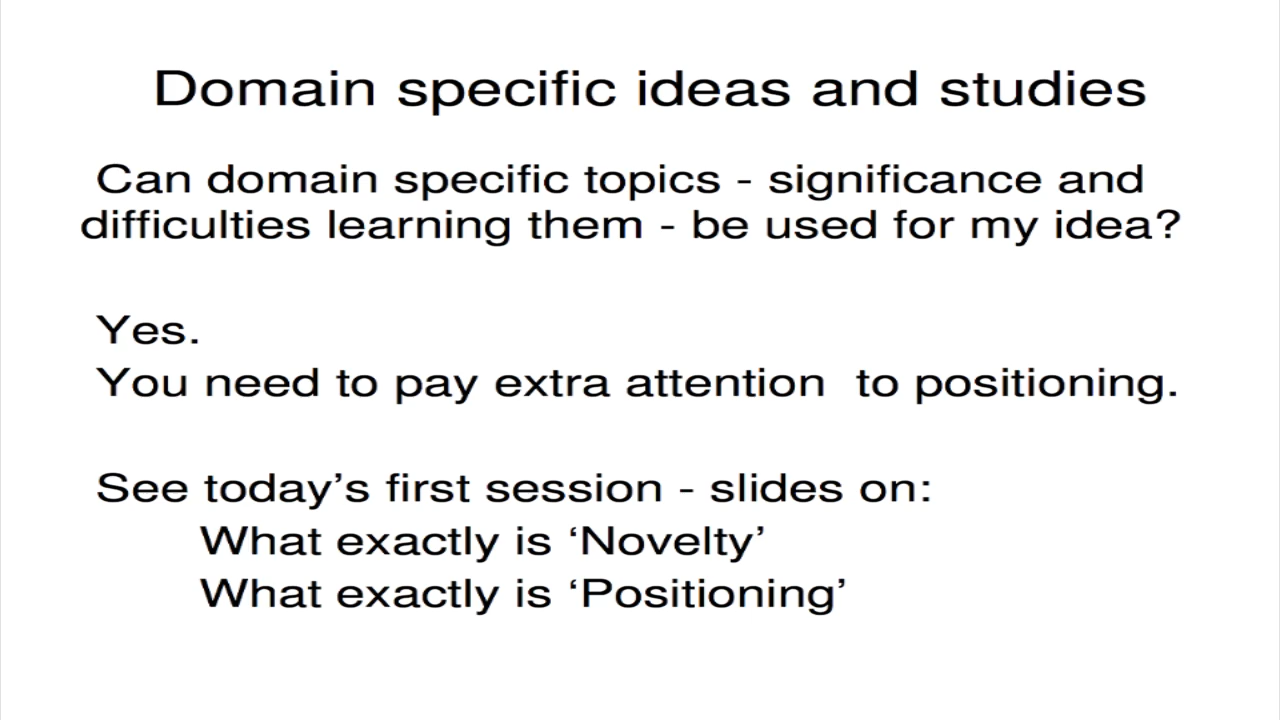 Domain specific ideas and studies
Can domain specific topics - significance and
difficulties learning them - be used for my idea?
Yes.
You need to pay extra attention  to positioning.
See today’s first session - slides on:
What exactly is ‘Novelty’
What exactly is ‘Positioning’